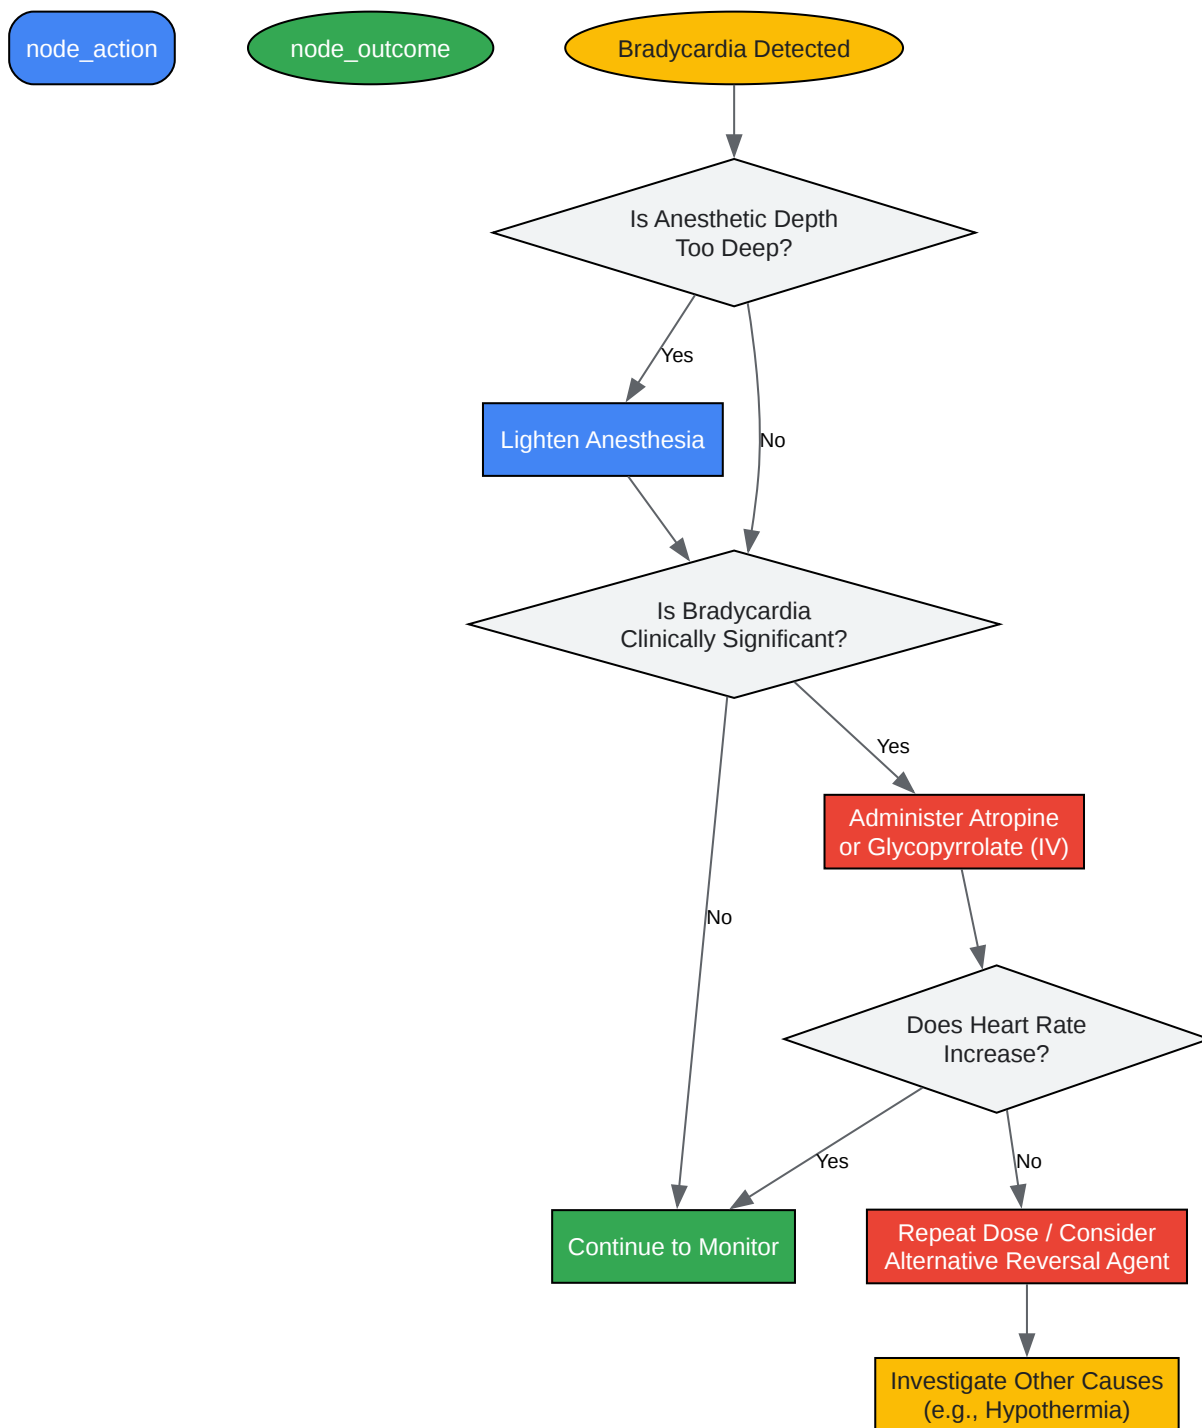 node_action
node_outcome
Bradycardia Detected
Is Anesthetic Depth
Too Deep?
Yes
Lighten Anesthesia
No
Is Bradycardia
Clinically Significant?
Yes
Administer Atropine
or Glycopyrrolate (IV)
No
Does Heart Rate
Increase?
Yes
No
Continue to Monitor
Repeat Dose / Consider
Alternative Reversal Agent
Investigate Other Causes
(e.g., Hypothermia)